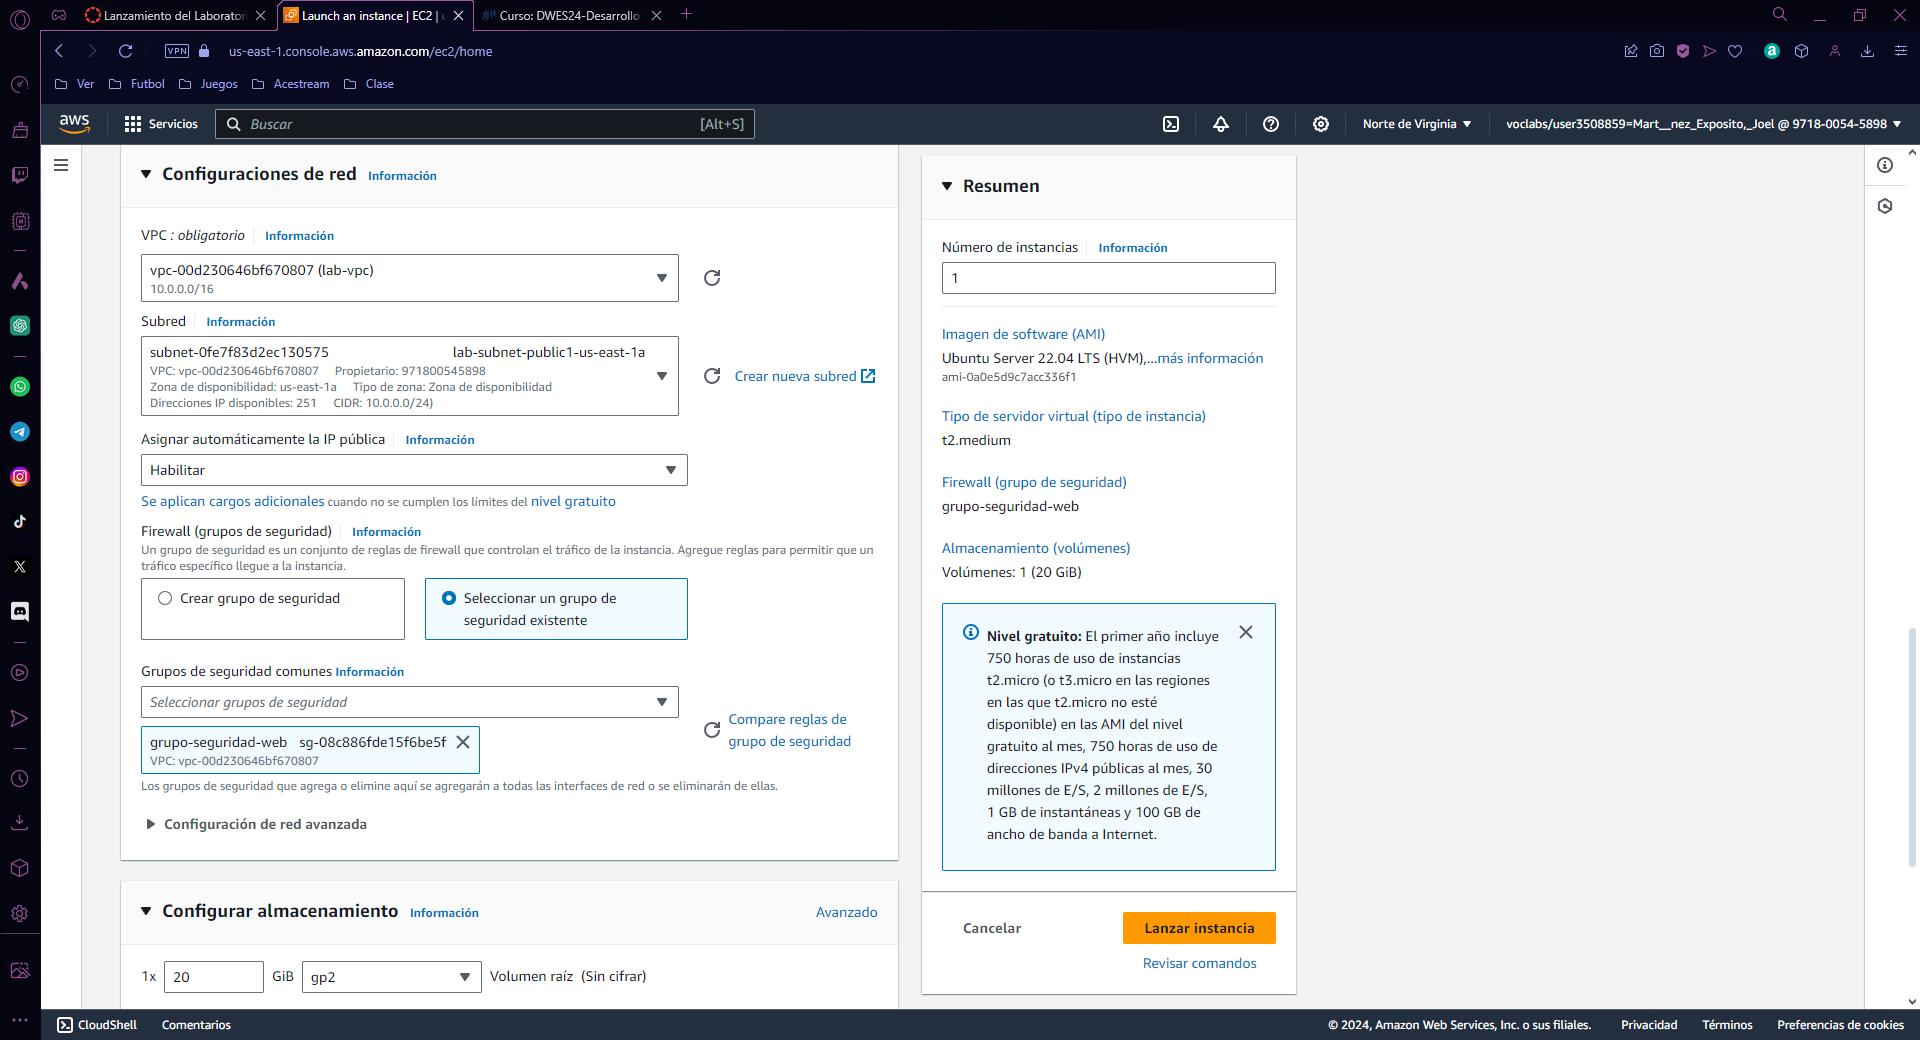 Lanzamiento del Laboratori
Launch an instance | EC2 | u
Curso: DWES24-Desarrollo
VPN
us-east-1.console.aws.amazon.com/ec2/home
Ver
Futbol
Juegos
Acestream
Clase
aws
Servicios
Buscar
[Alt+S]
Norte de Virginia
voclabs/user3508859=Mart__nez_Exposito,_Joel @ 9718-0054-5898
Configuraciones de red
Información
VPC : obligatorio
Información
vpc-00d230646bf670807 (lab-vpc)
10.0.0.0/16
Subred
Información
subnet-0fe7f83d2ec130575 lab-subnet-public1-us-east-1a
VPC: vpc-00d230646bf670807 Propietario: 971800545898
Zona de disponibilidad: us-east-1a Tipo de zona: Zona de disponibilidad
Direcciones IP disponibles: 251 CIDR: 10.0.0.0/24)
Crear nueva subred
Asignar automáticamente la IP pública
Información
Habilitar
Se aplican cargos adicionales cuando no se cumplen los límites del nivel gratuito
Firewall (grupos de seguridad)
Información
Un grupo de seguridad es un conjunto de reglas de firewall que controlan el tráfico de la instancia. Agregue reglas para permitir que un
tráfico específico llegue a la instancia.
Crear grupo de seguridad
Seleccionar un grupo de
seguridad existente
Grupos de seguridad comunes Información
Seleccionar grupos de seguridad
grupo-seguridad-web sg-08c886fde15f6be5f
VPC: vpc-00d230646bf670807
Compare reglas de
grupo de seguridad
Los grupos de seguridad que agrega o elimine aquí se agregarán a todas las interfaces de red o se eliminarán de ellas.
Configuración de red avanzada
Configurar almacenamiento
Información
Avanzado
1x
20
GiB
gp2
Volumen raíz (Sin cifrar)
Resumen
Número de instancias
Información
1
Imagen de software (AMI)
Ubuntu Server 22.04 LTS (HVM),...más información
ami-0a0e5d9c7acc336f1
Tipo de servidor virtual (tipo de instancia)
t2.medium
Firewall (grupo de seguridad)
grupo-seguridad-web
Almacenamiento (volúmenes)
Volúmenes: 1 (20 GiB)
Nivel gratuito: El primer año incluye
750 horas de uso de instancias
t2.micro (o t3.micro en las regiones
en las que t2.micro no esté
disponible) en las AMI del nivel
gratuito al mes, 750 horas de uso de
direcciones IPv4 públicas al mes, 30
millones de E/S, 2 millones de E/S,
1 GB de instantáneas y 100 GB de
ancho de banda a Internet.
Cancelar
Lanzar instancia
Revisar comandos
CloudShell
Comentarios
© 2024, Amazon Web Services, Inc. o sus filiales.
Privacidad
Términos
Preferencias de cookies